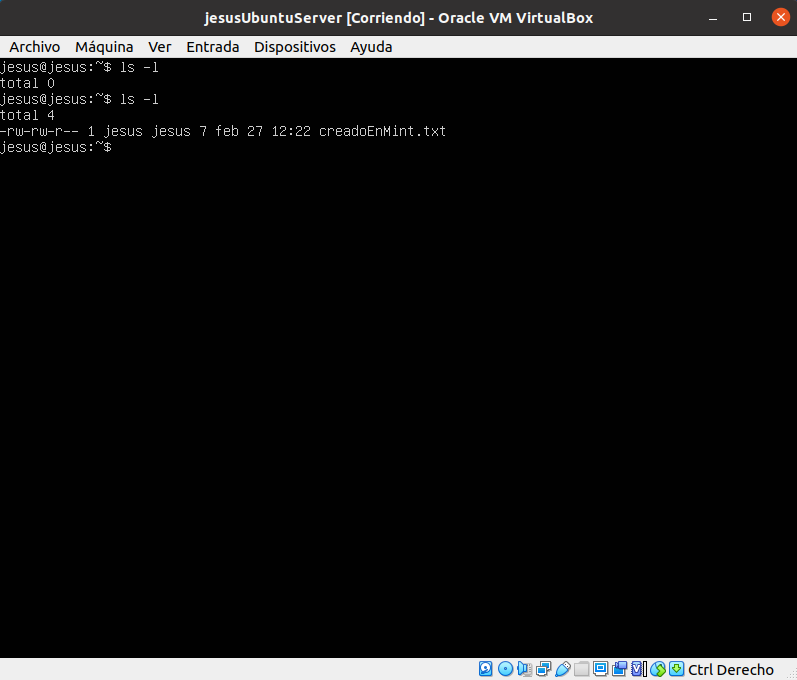 jesusUbuntuServer [Corriendo] - Oracle VM VirtualBox
Archivo Máquina Ver Entrada Dispositivos Ayuda
jesus@jesus:~$ ls -l
total 0
jesus@jesus:~$ ls -l
total 4
-rw-rw-r-- 1 jesus jesus 7 feb 27 12:22 creadoEnMint.txt
jesus@jesus:~$
Ctrl Derecho